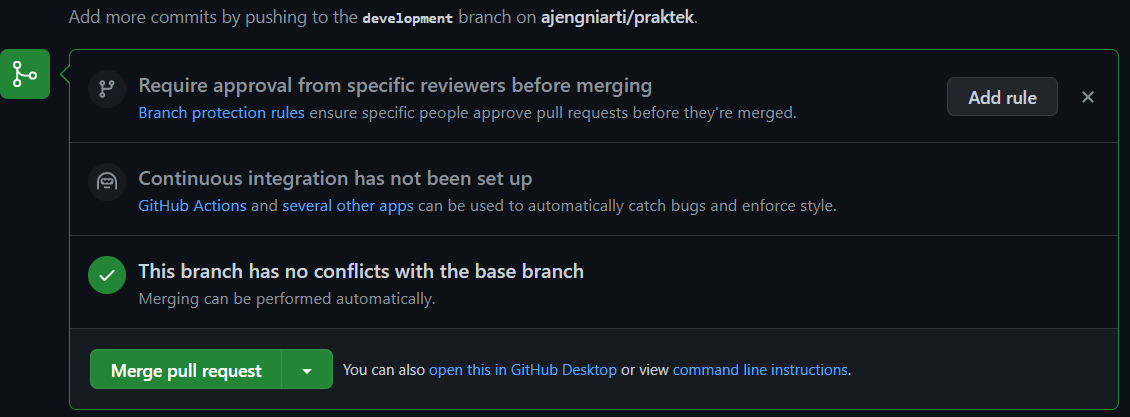 Add more commits by pushing to the development branch on ajengniarti/praktek.
Require approval from specific reviewers before merging
Branch protection rules ensure specific people approve pull requests before they're merged.
Add rule
Continuous integration has not been set up
GitHub Actions and several other apps can be used to automatically catch bugs and enforce style.
This branch has no conflicts with the base branch
Merging can be performed automatically.
Merge pull request
You can also open this in GitHub Desktop or view command line instructions.